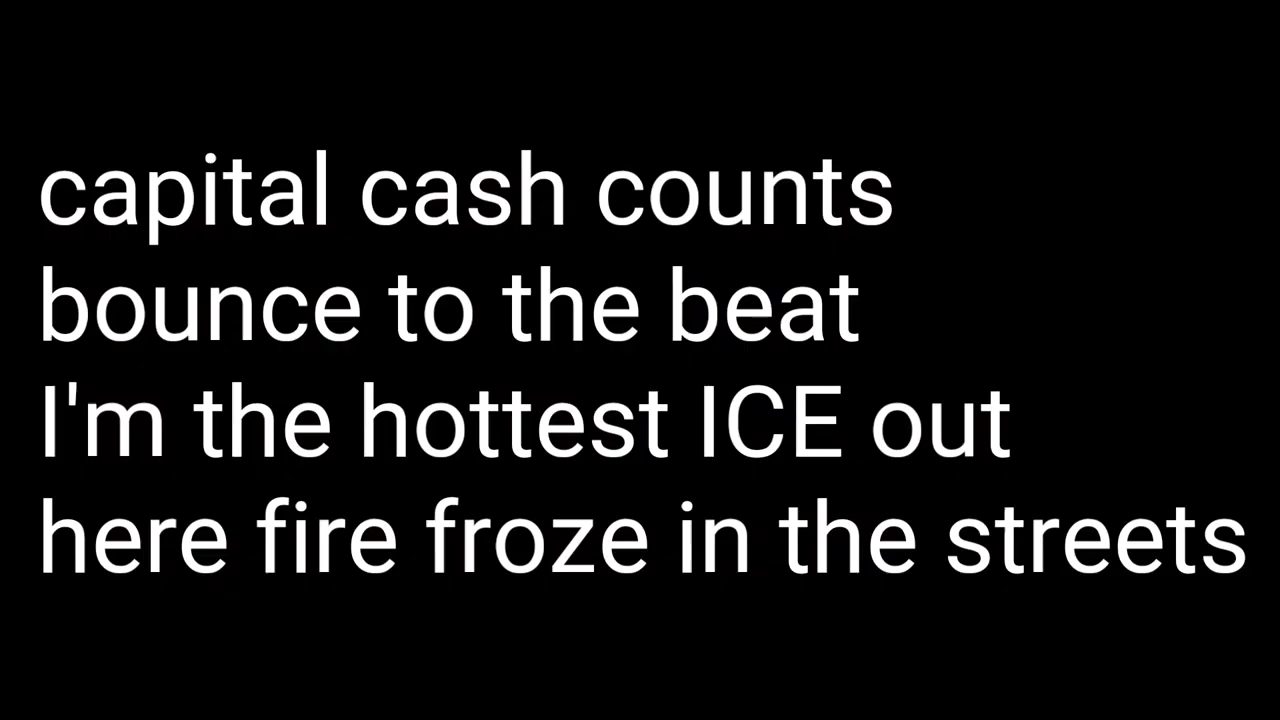 capital cash counts
bounce to the beat
I'm the hottest ICE out
here fire froze in the streets